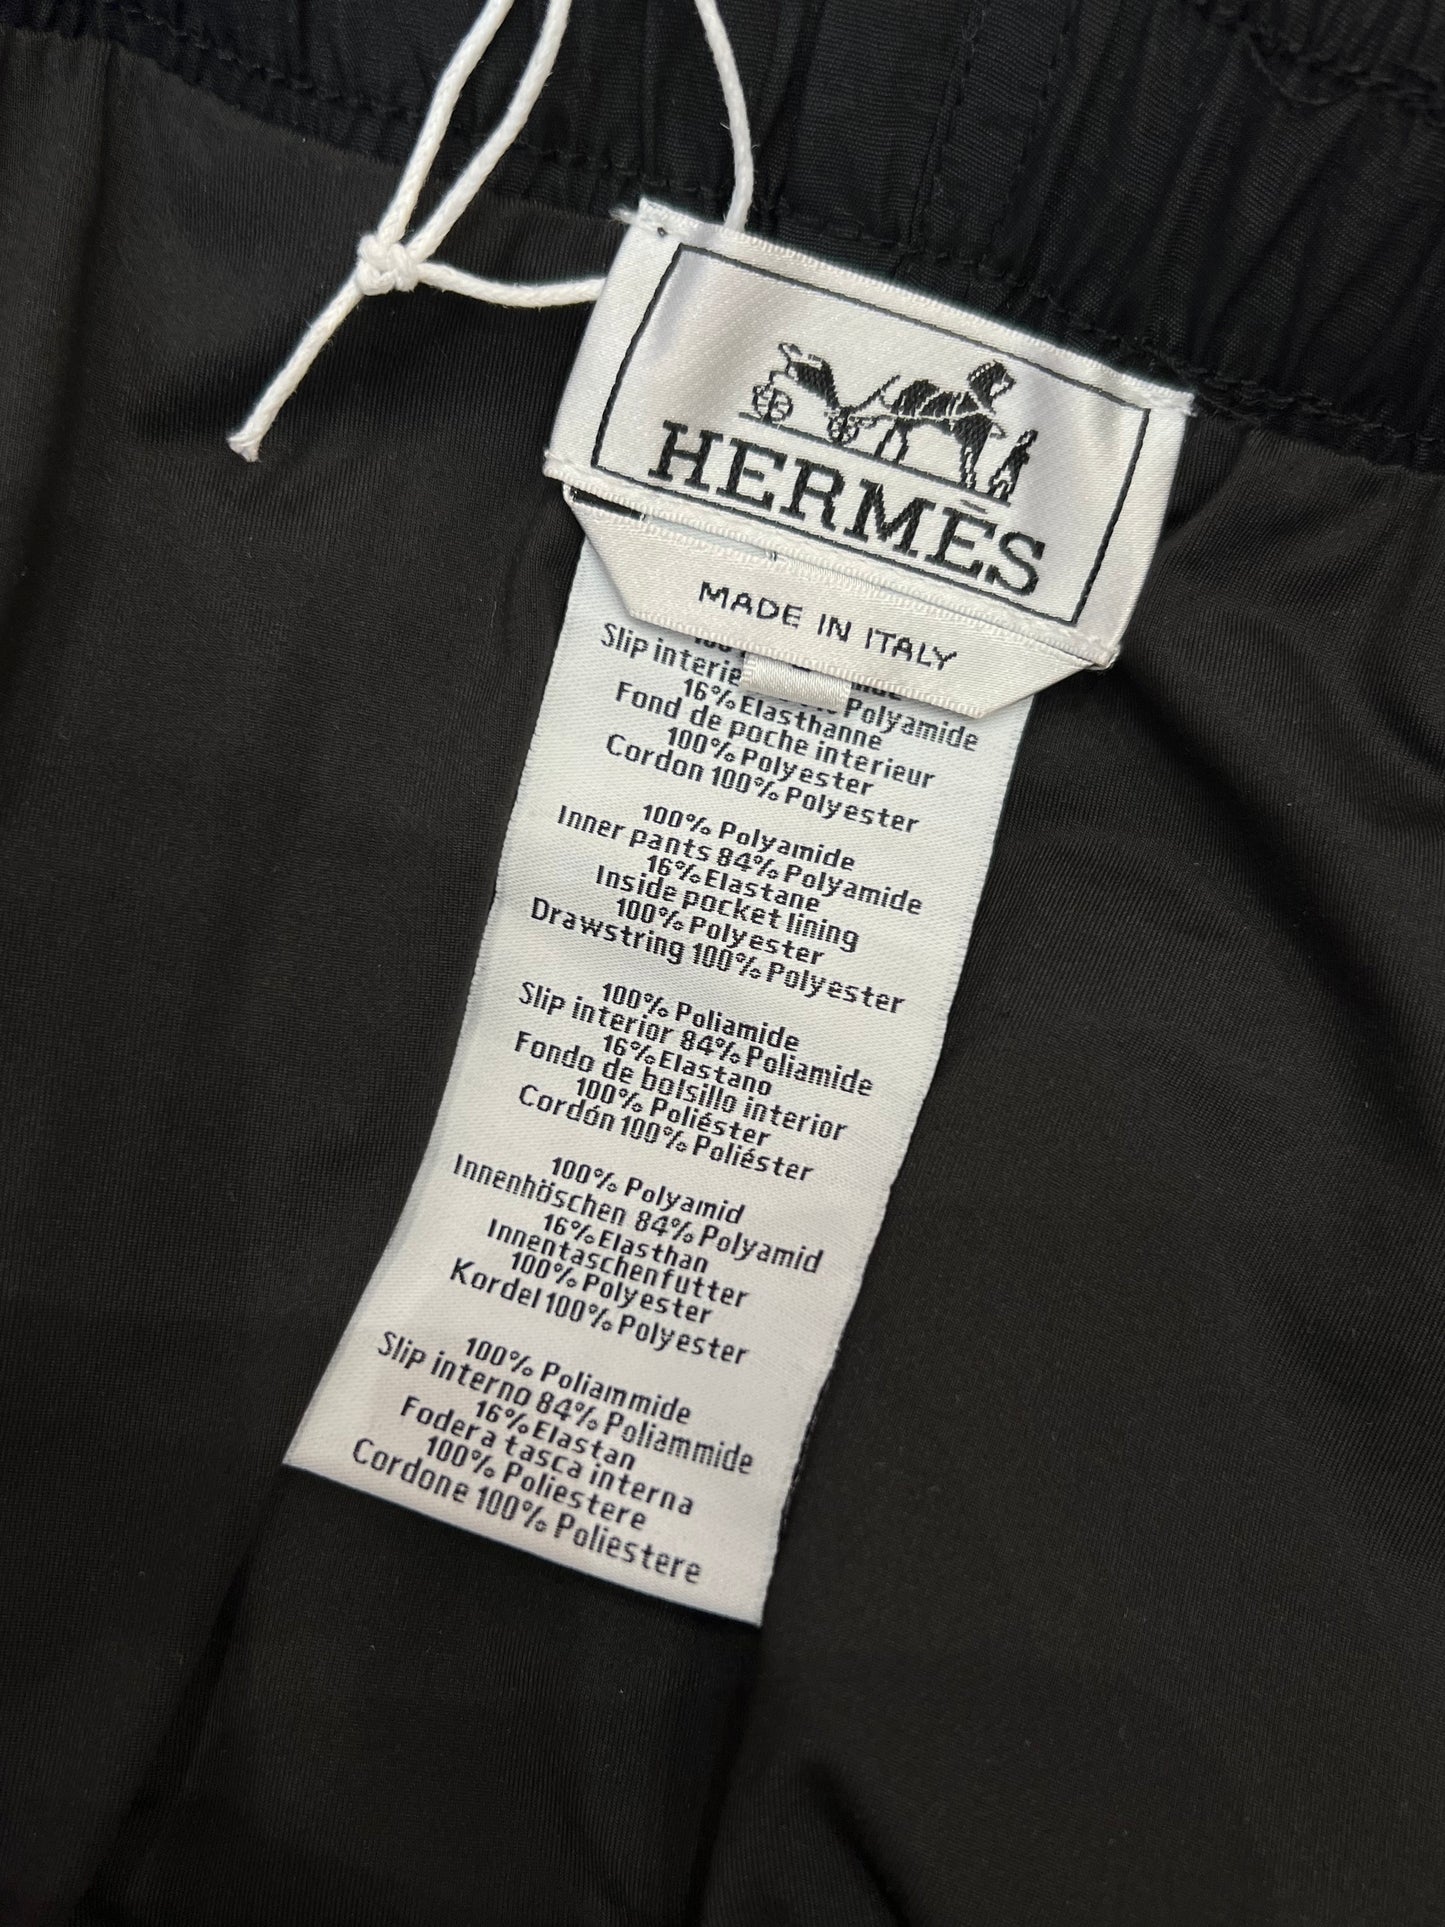 HERMÈS
MADE IN ITALY
Slip
Polyamide
16% Elasthanne
Fond de poche interieur
100% Polyester
Cordon 100% Polyester
100% Polyamide
Inner pants 84% Polyamide
16% Elastane
Inside pocket lining
100% Polyester
Drawstring 100% Polyester
100% Poliamide
Slip interior 84% Poliamide
16% Elastano
Fondo de bolsillo interior
100% Poliéster
Cordón 100% Poliéster
100% Polyamid
Innenhöschen 84% Polyamid
16% Elasthan
Innentaschenfutter
100% Polyester
Kordel 100% Polyester
100% Poliammide
Slip interno 84% Poliammide
16% Elastan
Fodera tasca interna
100% Poliestere
Cordone 100% Poliestere